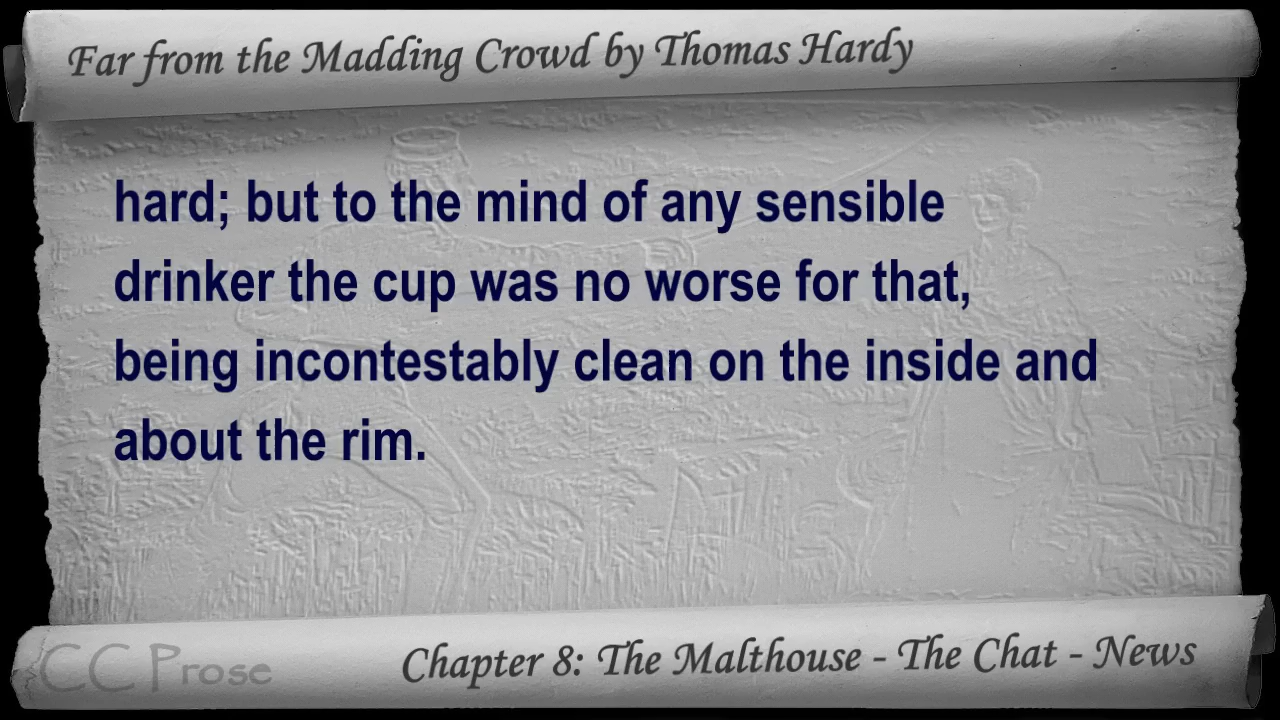 Far from the Madding Crowd by Thomas Hardy
hard; but to the mind of any sensible
drinker the cup was no worse for that,
being incontestably clean on the inside and
about the rim.
CC Prose
Chapter 8: The Malthouse - The Chat - News